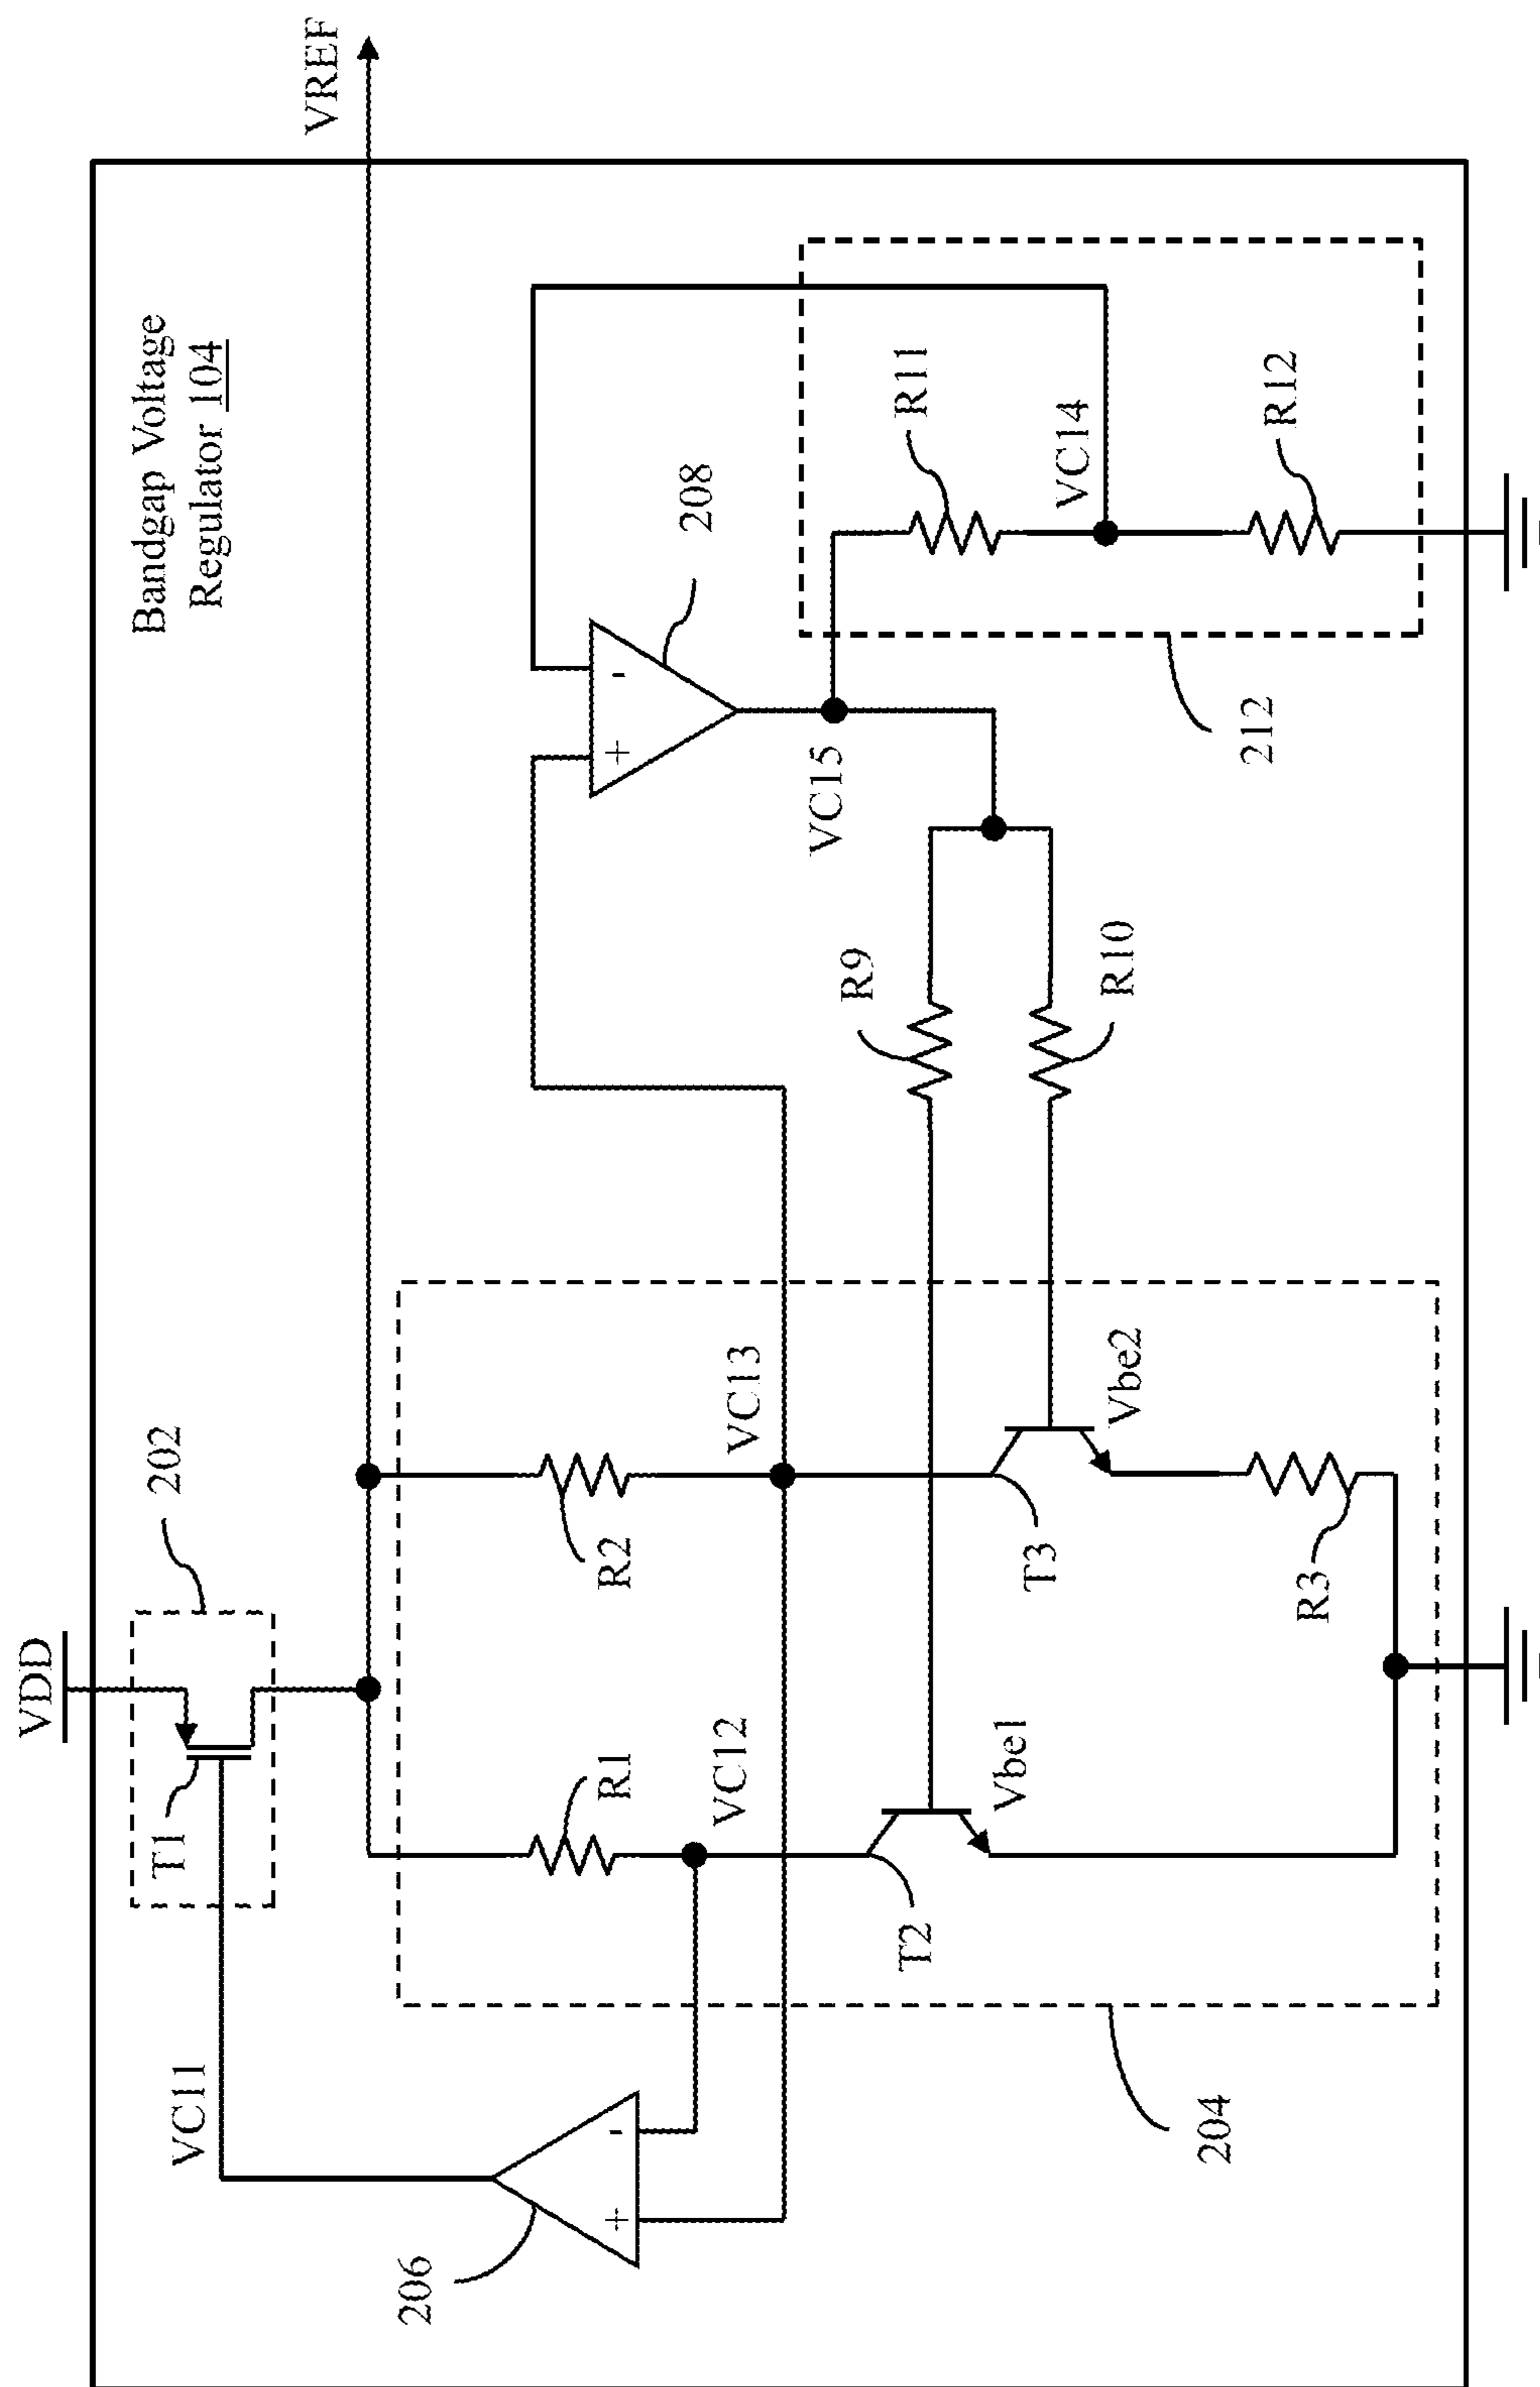 VDD
VREF
Bandgap Voltage
Regulator 104
202
T1
VC11
R1
R2
VC12
VC13
206
-
+
T2
Vbe1
T3
Vbe2
R3
204
R9
R10
+
-
208
VC15
R11
VC14
R12
212